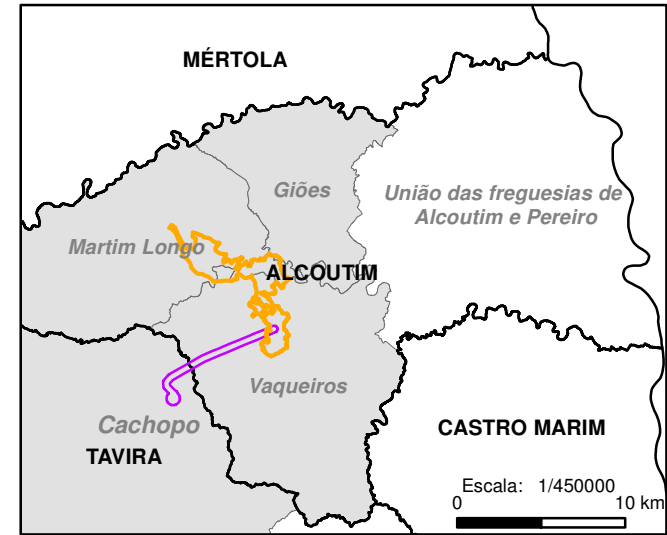 MÉRTOLA
Giões
União das freguesias de
Alcoutim e Pereiro
Martim Longo
ALCOUTIM
Vaqueiros
Cachopo
TAVIRA
CASTRO MARIM
Escala: 1/450000
0 10 km